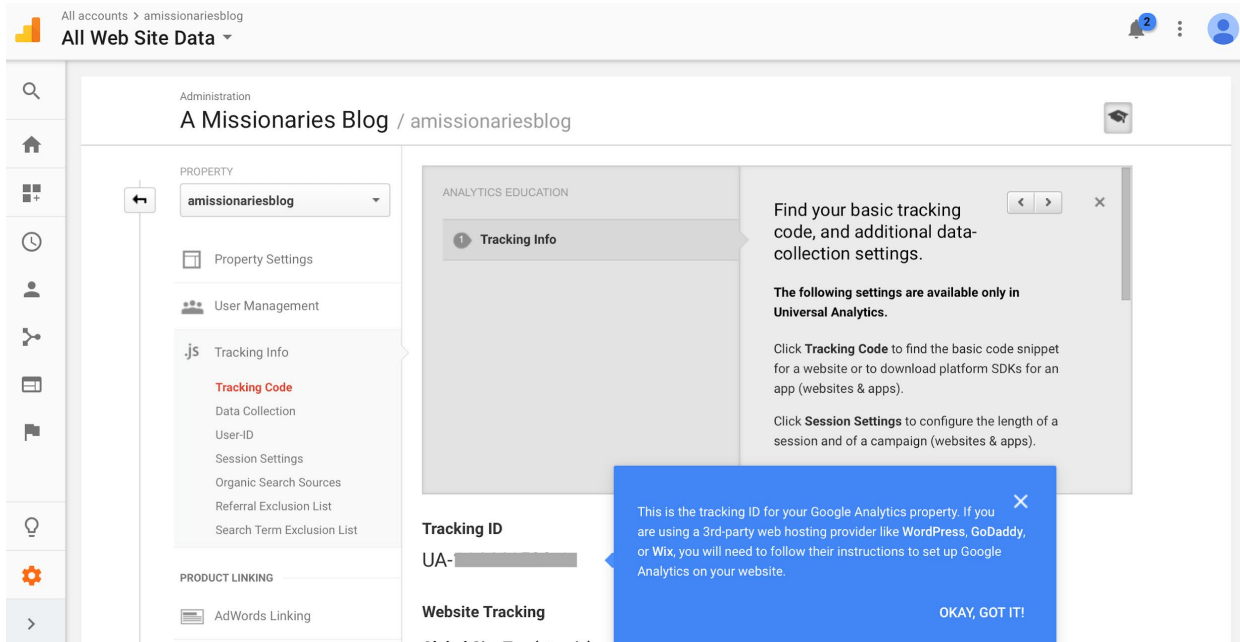 All accounts > amissionariesblog
All Web Site Data
2
Administration
A Missionaries Blog / amissionariesblog
PROPERTY
amissionariesblog
Property Settings
User Management
.js Tracking Info
Tracking Code
Data Collection
User-ID
Session Settings
Organic Search Sources
Referral Exclusion List
Search Term Exclusion List
PRODUCT LINKING
AdWords Linking
ANALYTICS EDUCATION
1 Tracking Info
Find your basic tracking
code, and additional data-
collection settings.
The following settings are available only in
Universal Analytics.
Click Tracking Code to find the basic code snippet
for a website or to download platform SDKs for an
app (websites & apps).
Click Session Settings to configure the length of a
session and of a campaign (websites & apps).
Tracking ID
UA-
This is the tracking ID for your Google Analytics property. If you
are using a 3rd-party web hosting provider like WordPress, GoDaddy,
or Wix, you will need to follow their instructions to set up Google
Analytics on your website.
OKAY, GOT IT!
Website Tracking